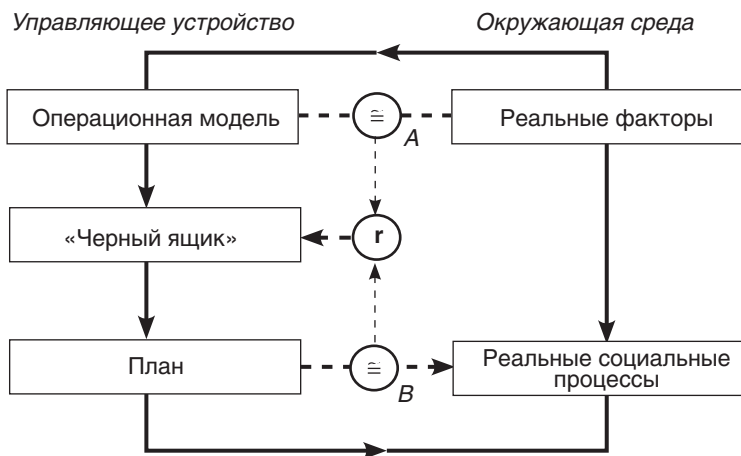 Управляющее устройство
Окружающая среда
Операционная модель
≅
A
Реальные факторы
«Черный ящик»
r
План
≅
B
Реальные социальные
процессы